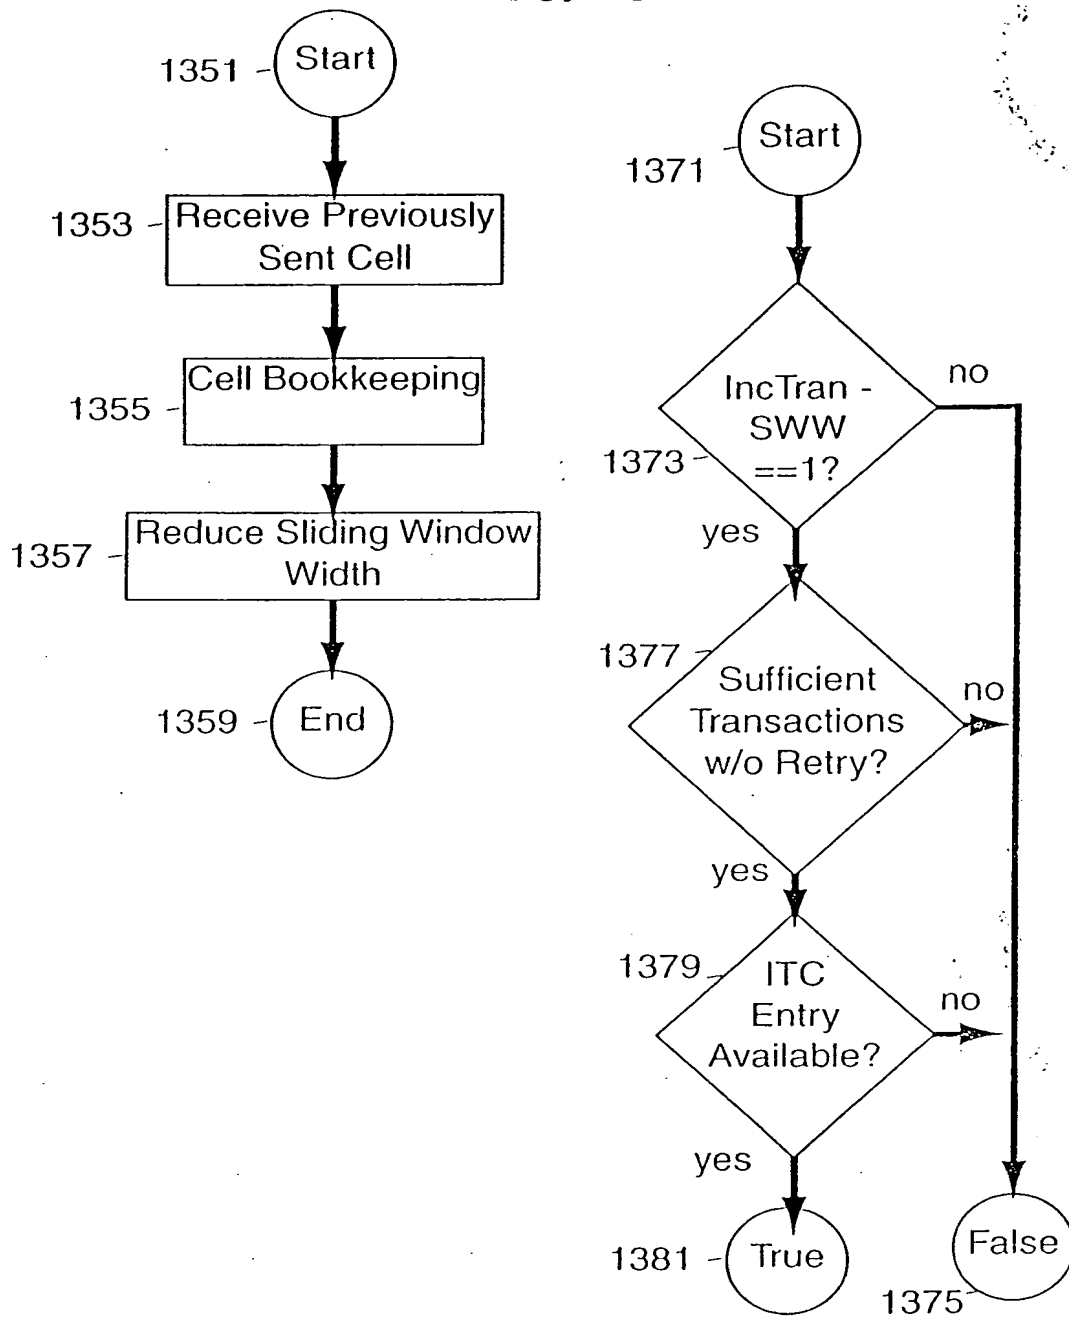 1351
Start
1353
Receive Previously
Sent Cell
1355
Cell Bookkeeping
1357
Reduce Sliding Window
Width
1359
End
1371
Start
1373
IncTran -
SWW
==1?
no
yes
1377
Sufficient
Transactions
w/o Retry?
no
yes
1379
ITC
Entry
Available?
no
yes
1381
True
False
1375